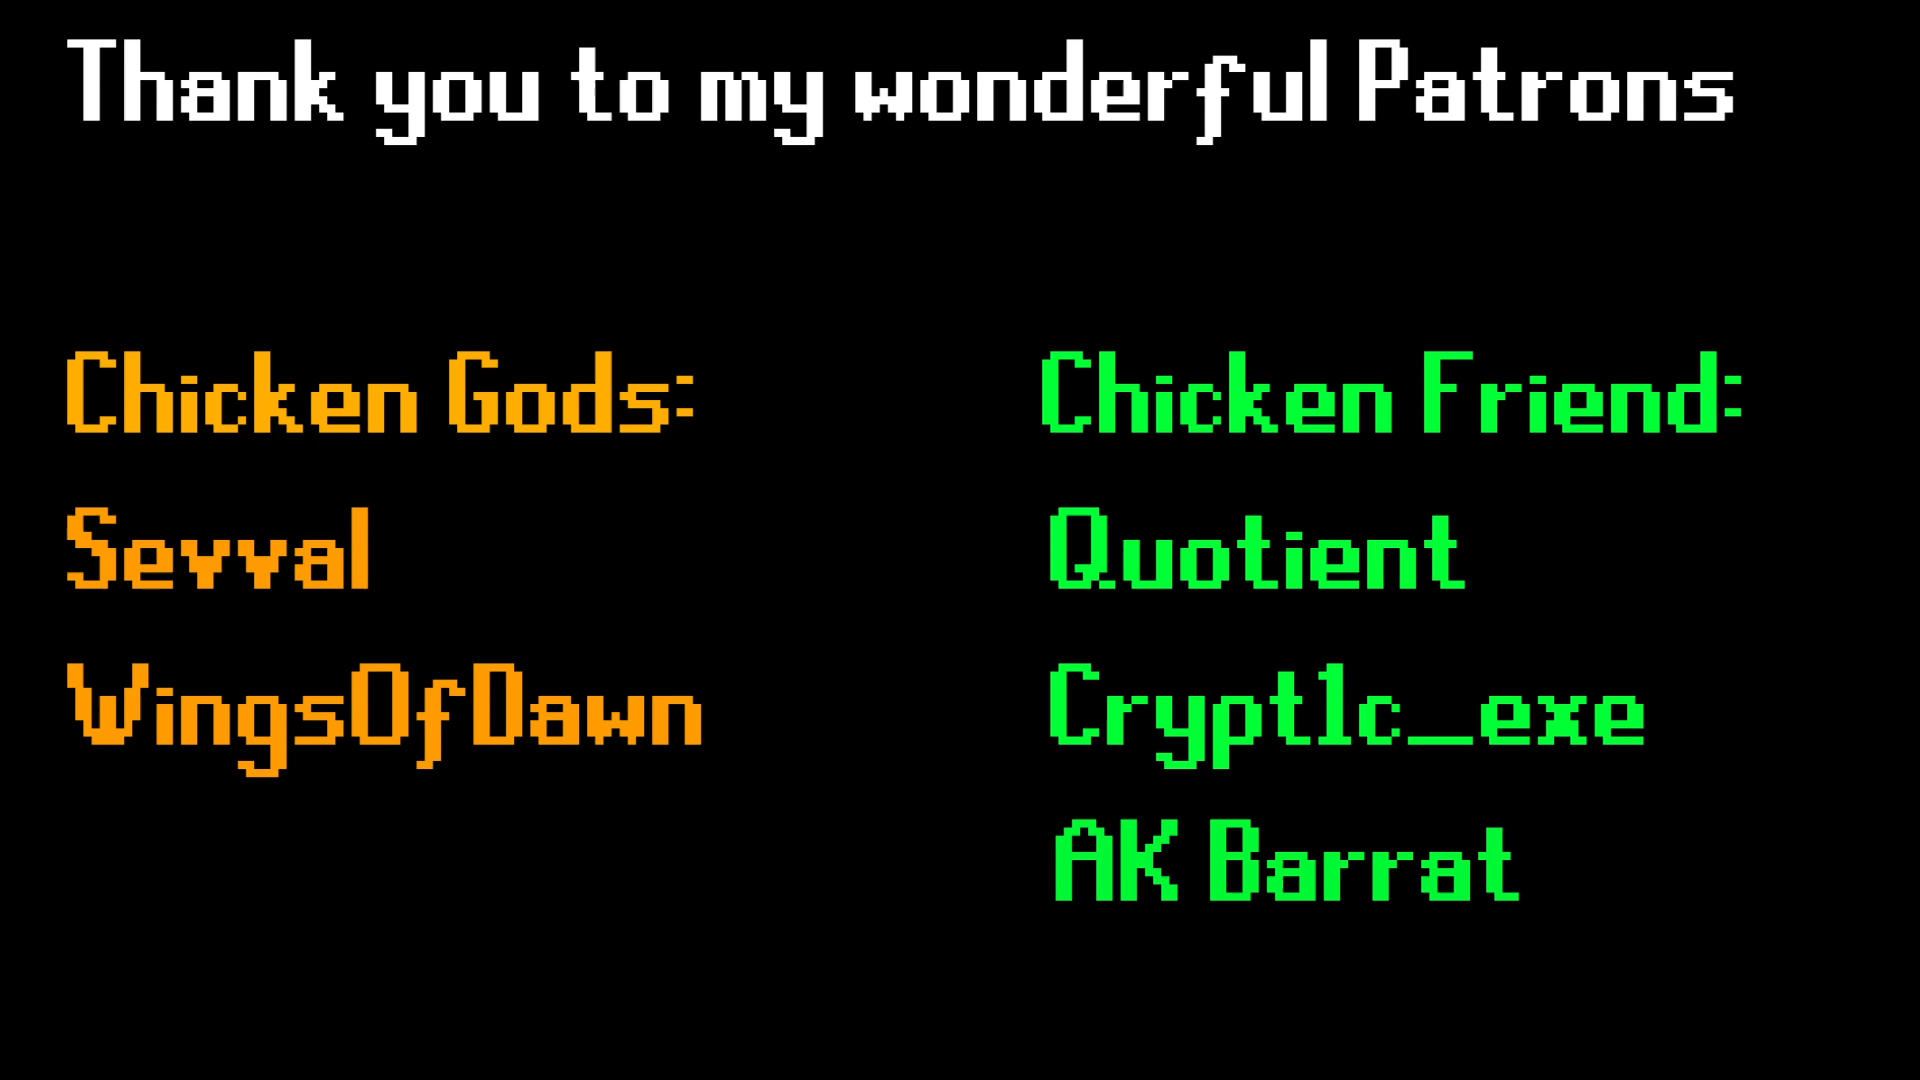 Thank you to my wonderful Patrons
Chicken Gods:
Sevval
WingsOfDawn
Chicken Friend:
Quotient
Crypt1c_exe
AK Barrat